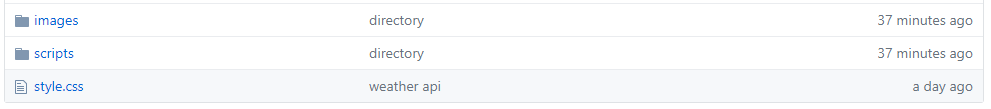 images directory 37 minutes ago
scripts directory 37 minutes ago
style.css weather api a day ago